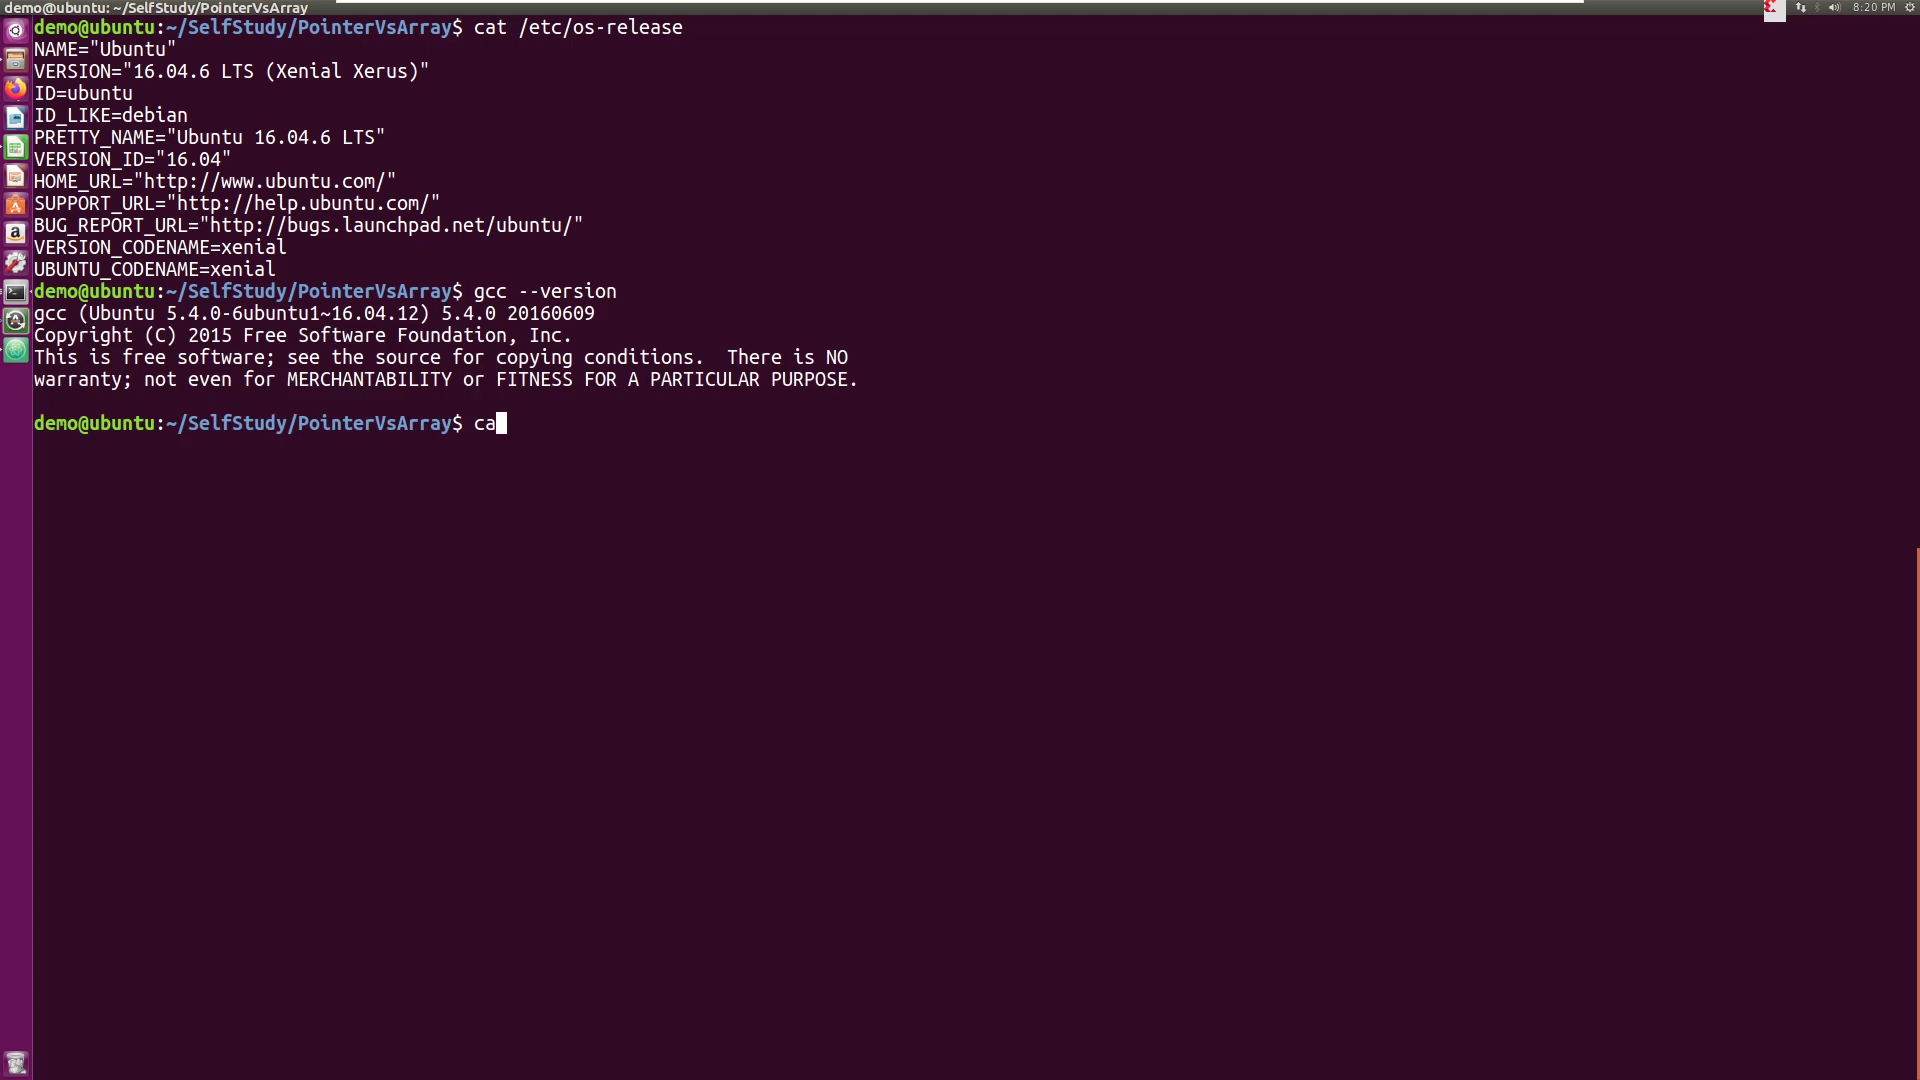 demo@ubuntu: ~/SelfStudy/PointerVsArray
8:20 PM
demo@ubuntu:~/SelfStudy/PointerVsArray$ cat /etc/os-release
NAME="Ubuntu"
VERSION="16.04.6 LTS (Xenial Xerus)"
ID=ubuntu
ID_LIKE=debian
PRETTY_NAME="Ubuntu 16.04.6 LTS"
VERSION_ID="16.04"
HOME_URL="http://www.ubuntu.com/"
SUPPORT_URL="http://help.ubuntu.com/"
BUG_REPORT_URL="http://bugs.launchpad.net/ubuntu/"
VERSION_CODENAME=xenial
UBUNTU_CODENAME=xenial
demo@ubuntu:~/SelfStudy/PointerVsArray$ gcc --version
gcc (Ubuntu 5.4.0-6ubuntu1~16.04.12) 5.4.0 20160609
Copyright (C) 2015 Free Software Foundation, Inc.
This is free software; see the source for copying conditions.  There is NO
warranty; not even for MERCHANTABILITY or FITNESS FOR A PARTICULAR PURPOSE.
demo@ubuntu:~/SelfStudy/PointerVsArray$ ca